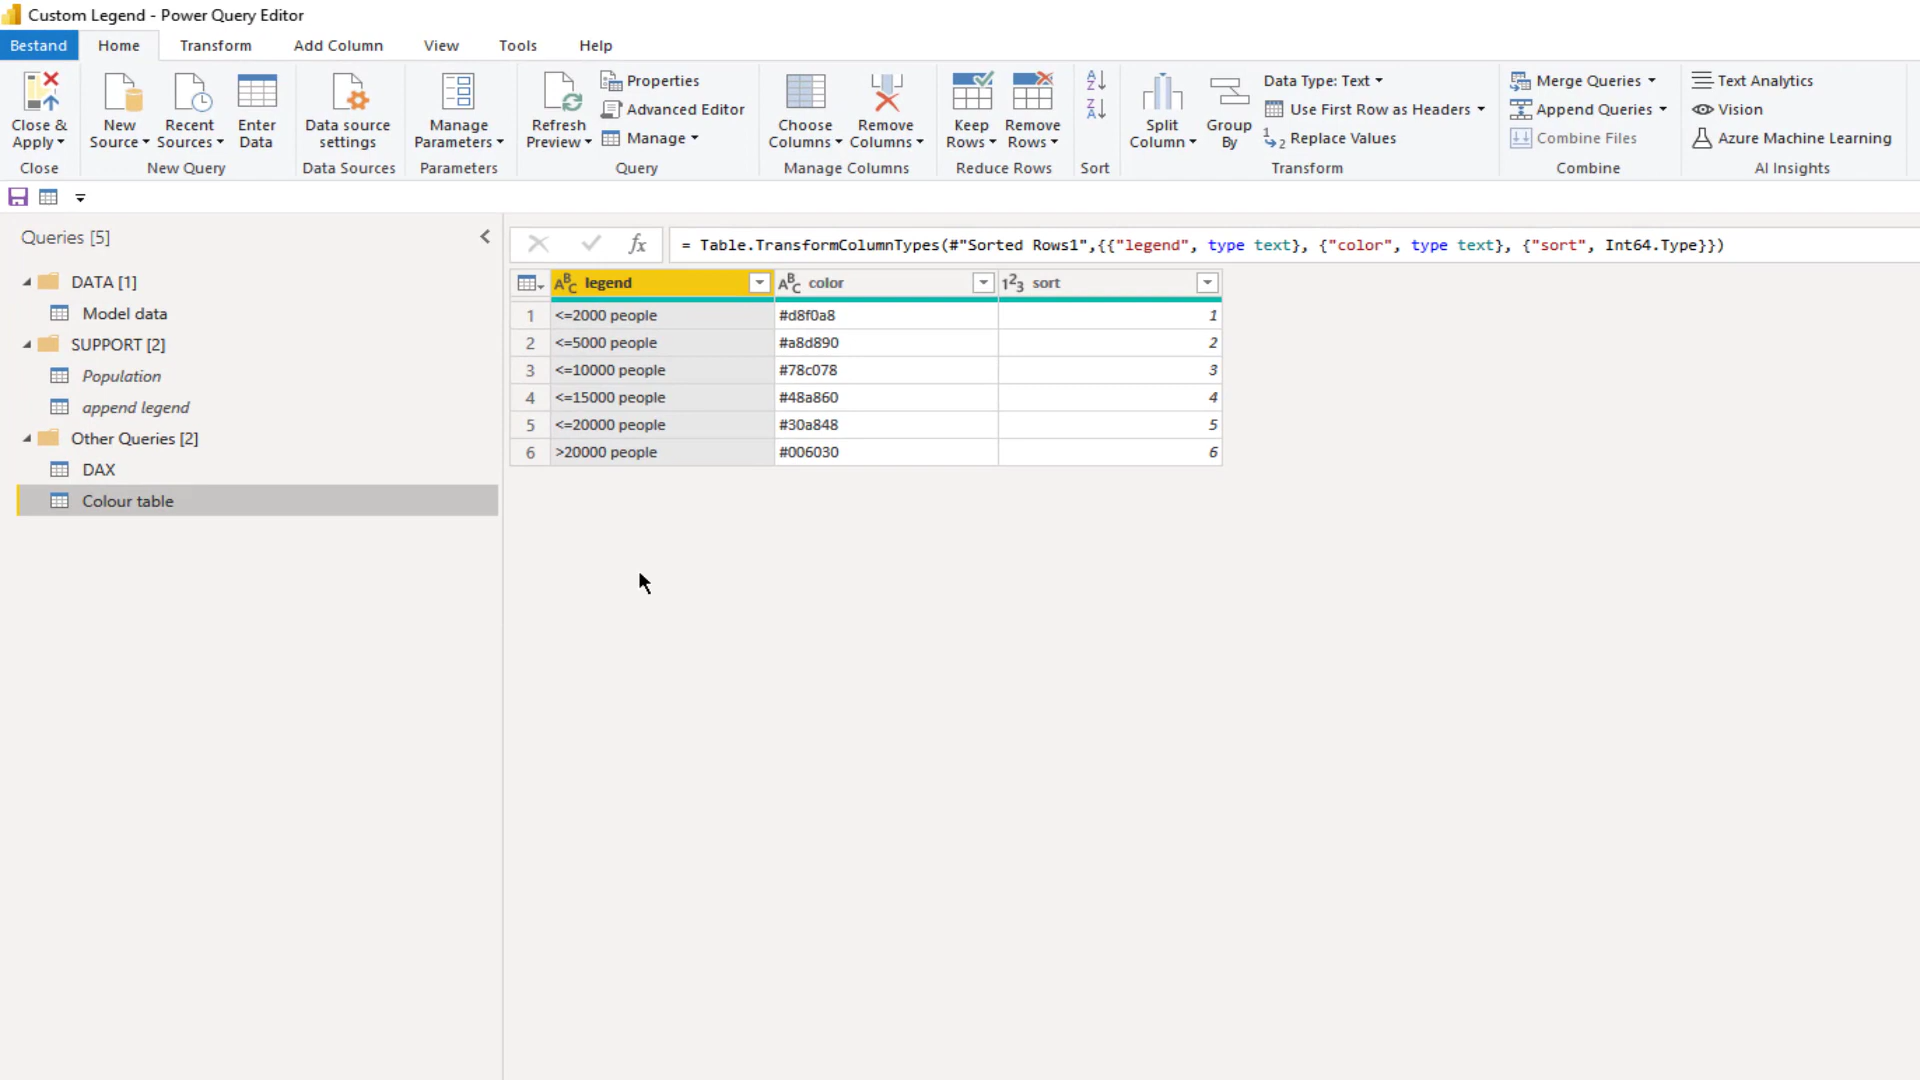 Custom Legend - Power Query Editor
Bestand Home Transform Add Column View Tools Help
Close & Apply
Close
New Source
Recent Sources
Enter Data
New Query
Data source settings
Data Sources
Manage Parameters
Parameters
Refresh Preview
Properties
Advanced Editor
Manage
Query
Choose Columns
Remove Columns
Manage Columns
Keep Rows
Remove Rows
Reduce Rows
Sort
Split Column
Group By
Data Type: Text
Use First Row as Headers
1 2 Replace Values
Transform
Merge Queries
Append Queries
Combine Files
Combine
Text Analytics
Vision
Azure Machine Learning
AI Insights
Queries [5]
DATA [1]
Model data
SUPPORT [2]
Population
append legend
Other Queries [2]
DAX
Colour table
fx = Table.TransformColumnTypes(#"Sorted Rows1",{{"legend", type text}, {"color", type text}, {"sort", Int64.Type}})
ABC legend ABC color 123 sort
1 <=2000 people #d8f0a8 1
2 <=5000 people #a8d890 2
3 <=10000 people #78c078 3
4 <=15000 people #48a860 4
5 <=20000 people #30a848 5
6 >20000 people #006030 6